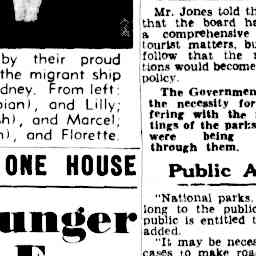 by their proud
the migrant ship
dney. From left:
bian), and Lilly;
h), and Marcel;
n), and Florette.
ONE HOUSE
unger
Mr. Jones told th
that the board ha
a comprehensive
tourist matters, bu
follow that the
tions would become
policy.
The Governmen
the necessity for
fering with the
tings of the parks
were being
through them.
Public A
"National parks.
long to the public
public is entitled t
added.
"It may be neces
cases to make roa